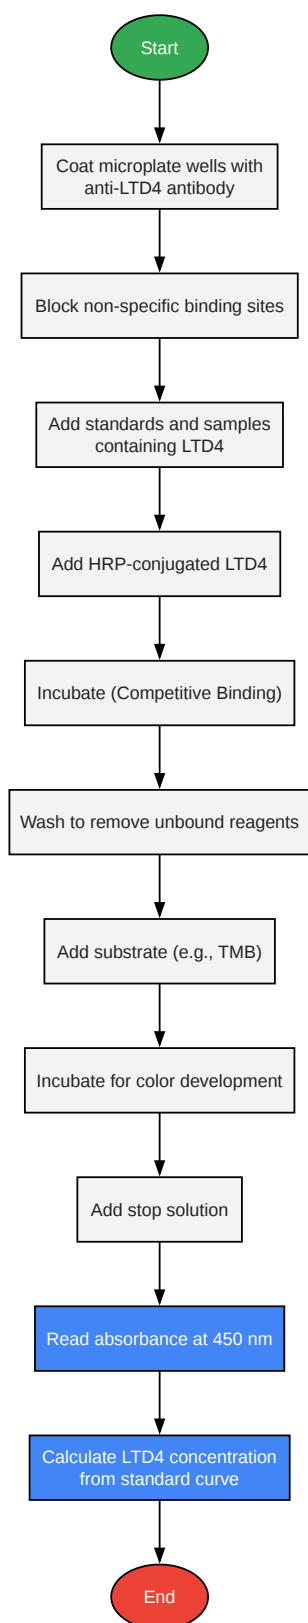 Start
Coat microplate wells with
anti-LTD4 antibody
Block non-specific binding sites
Add standards and samples
containing LTD4
Add HRP-conjugated LTD4
Incubate (Competitive Binding)
Wash to remove unbound reagents
Add substrate (e.g., TMB)
Incubate for color development
Add stop solution
Read absorbance at 450 nm
Calculate LTD4 concentration
from standard curve
End